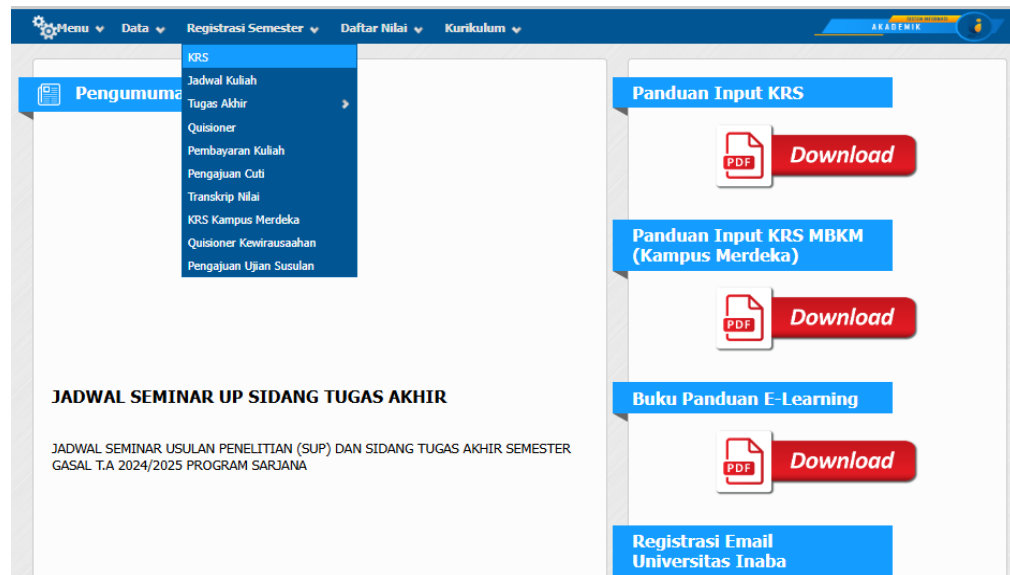 Menu
Data
Registrasi Semester
Daftar Nilai
Kurikulum
SISTEM INFORMASI
AKADEMIK
KRS
Jadwal Kuliah
Tugas Akhir
Quisioner
Pembayaran Kuliah
Pengajuan Cuti
Transkrip Nilai
KRS Kampus Merdeka
Quisioner Kewirausaahan
Pengajuan Ujian Susulan
Penguma
JADWAL SEMINAR UP SIDANG TUGAS AKHIR
JADWAL SEMINAR USULAN PENELITIAN (SUP) DAN SIDANG TUGAS AKHIR SEMESTER
GASAL T.A 2024/2025 PROGRAM SARJANA
Panduan Input KRS
PDF
Download
Panduan Input KRS MBKM
(Kampus Merdeka)
PDF
Download
Buku Panduan E-Learning
PDF
Download
Registrasi Email
Universitas Inaba